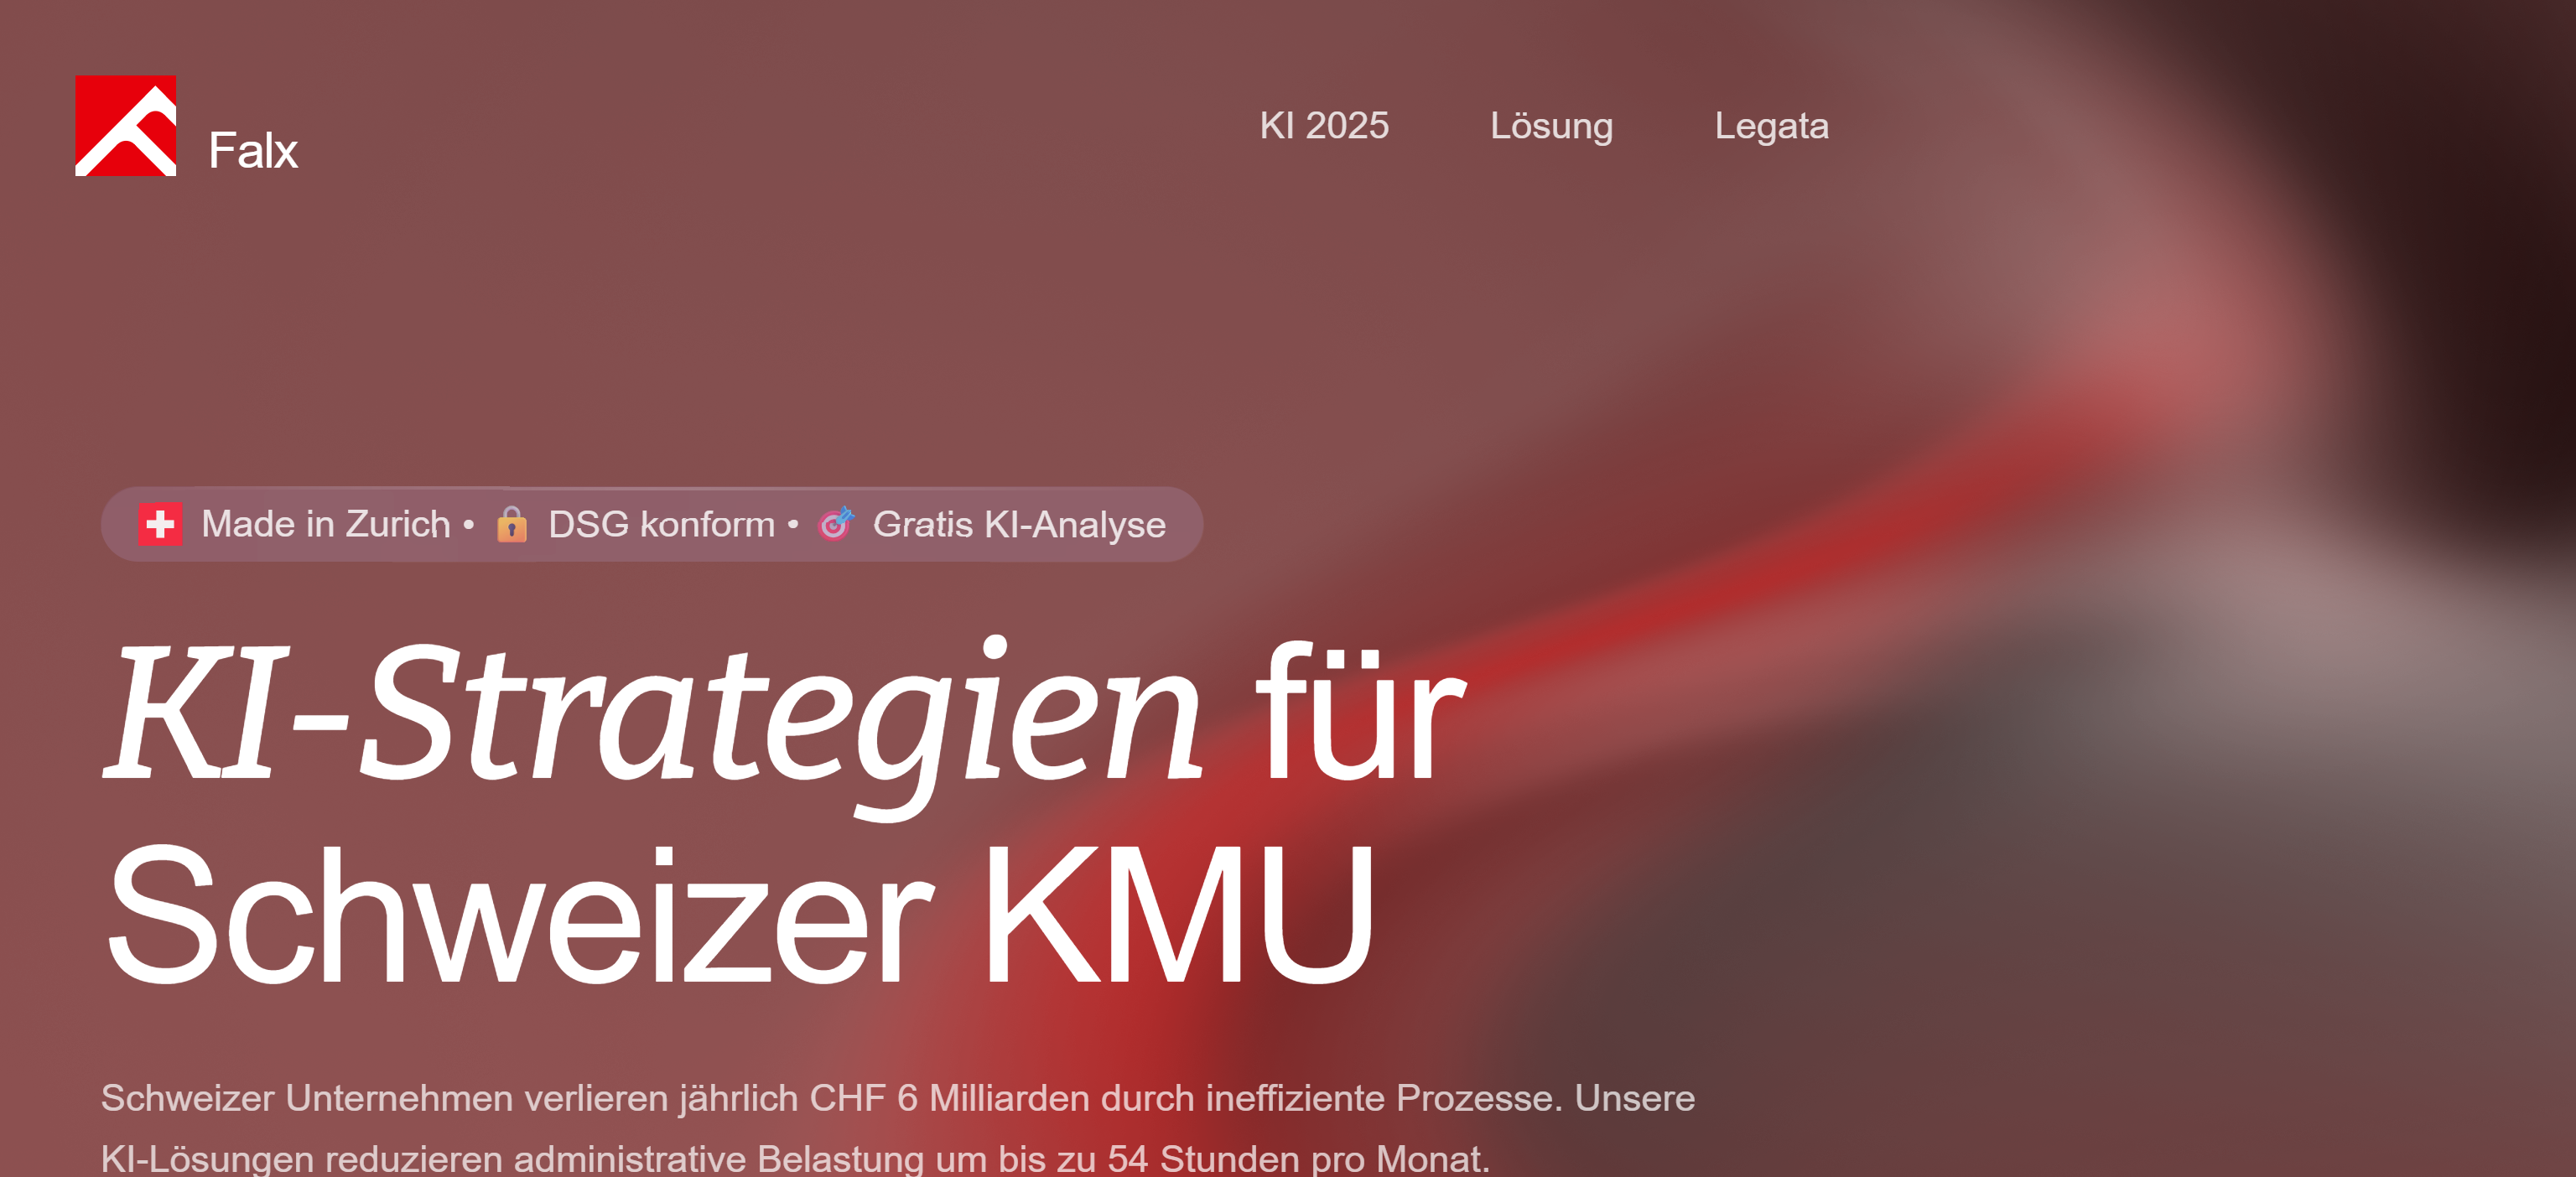 Falx
KI 2025
Lösung
Legata
Made in Zurich • DSG konform • Gratis KI-Analyse
KI-Strategien für
Schweizer KMU
Schweizer Unternehmen verlieren jährlich CHF 6 Milliarden durch ineffiziente Prozesse. Unsere
KI-Lösungen reduzieren administrative Belastung um bis zu 54 Stunden pro Monat.